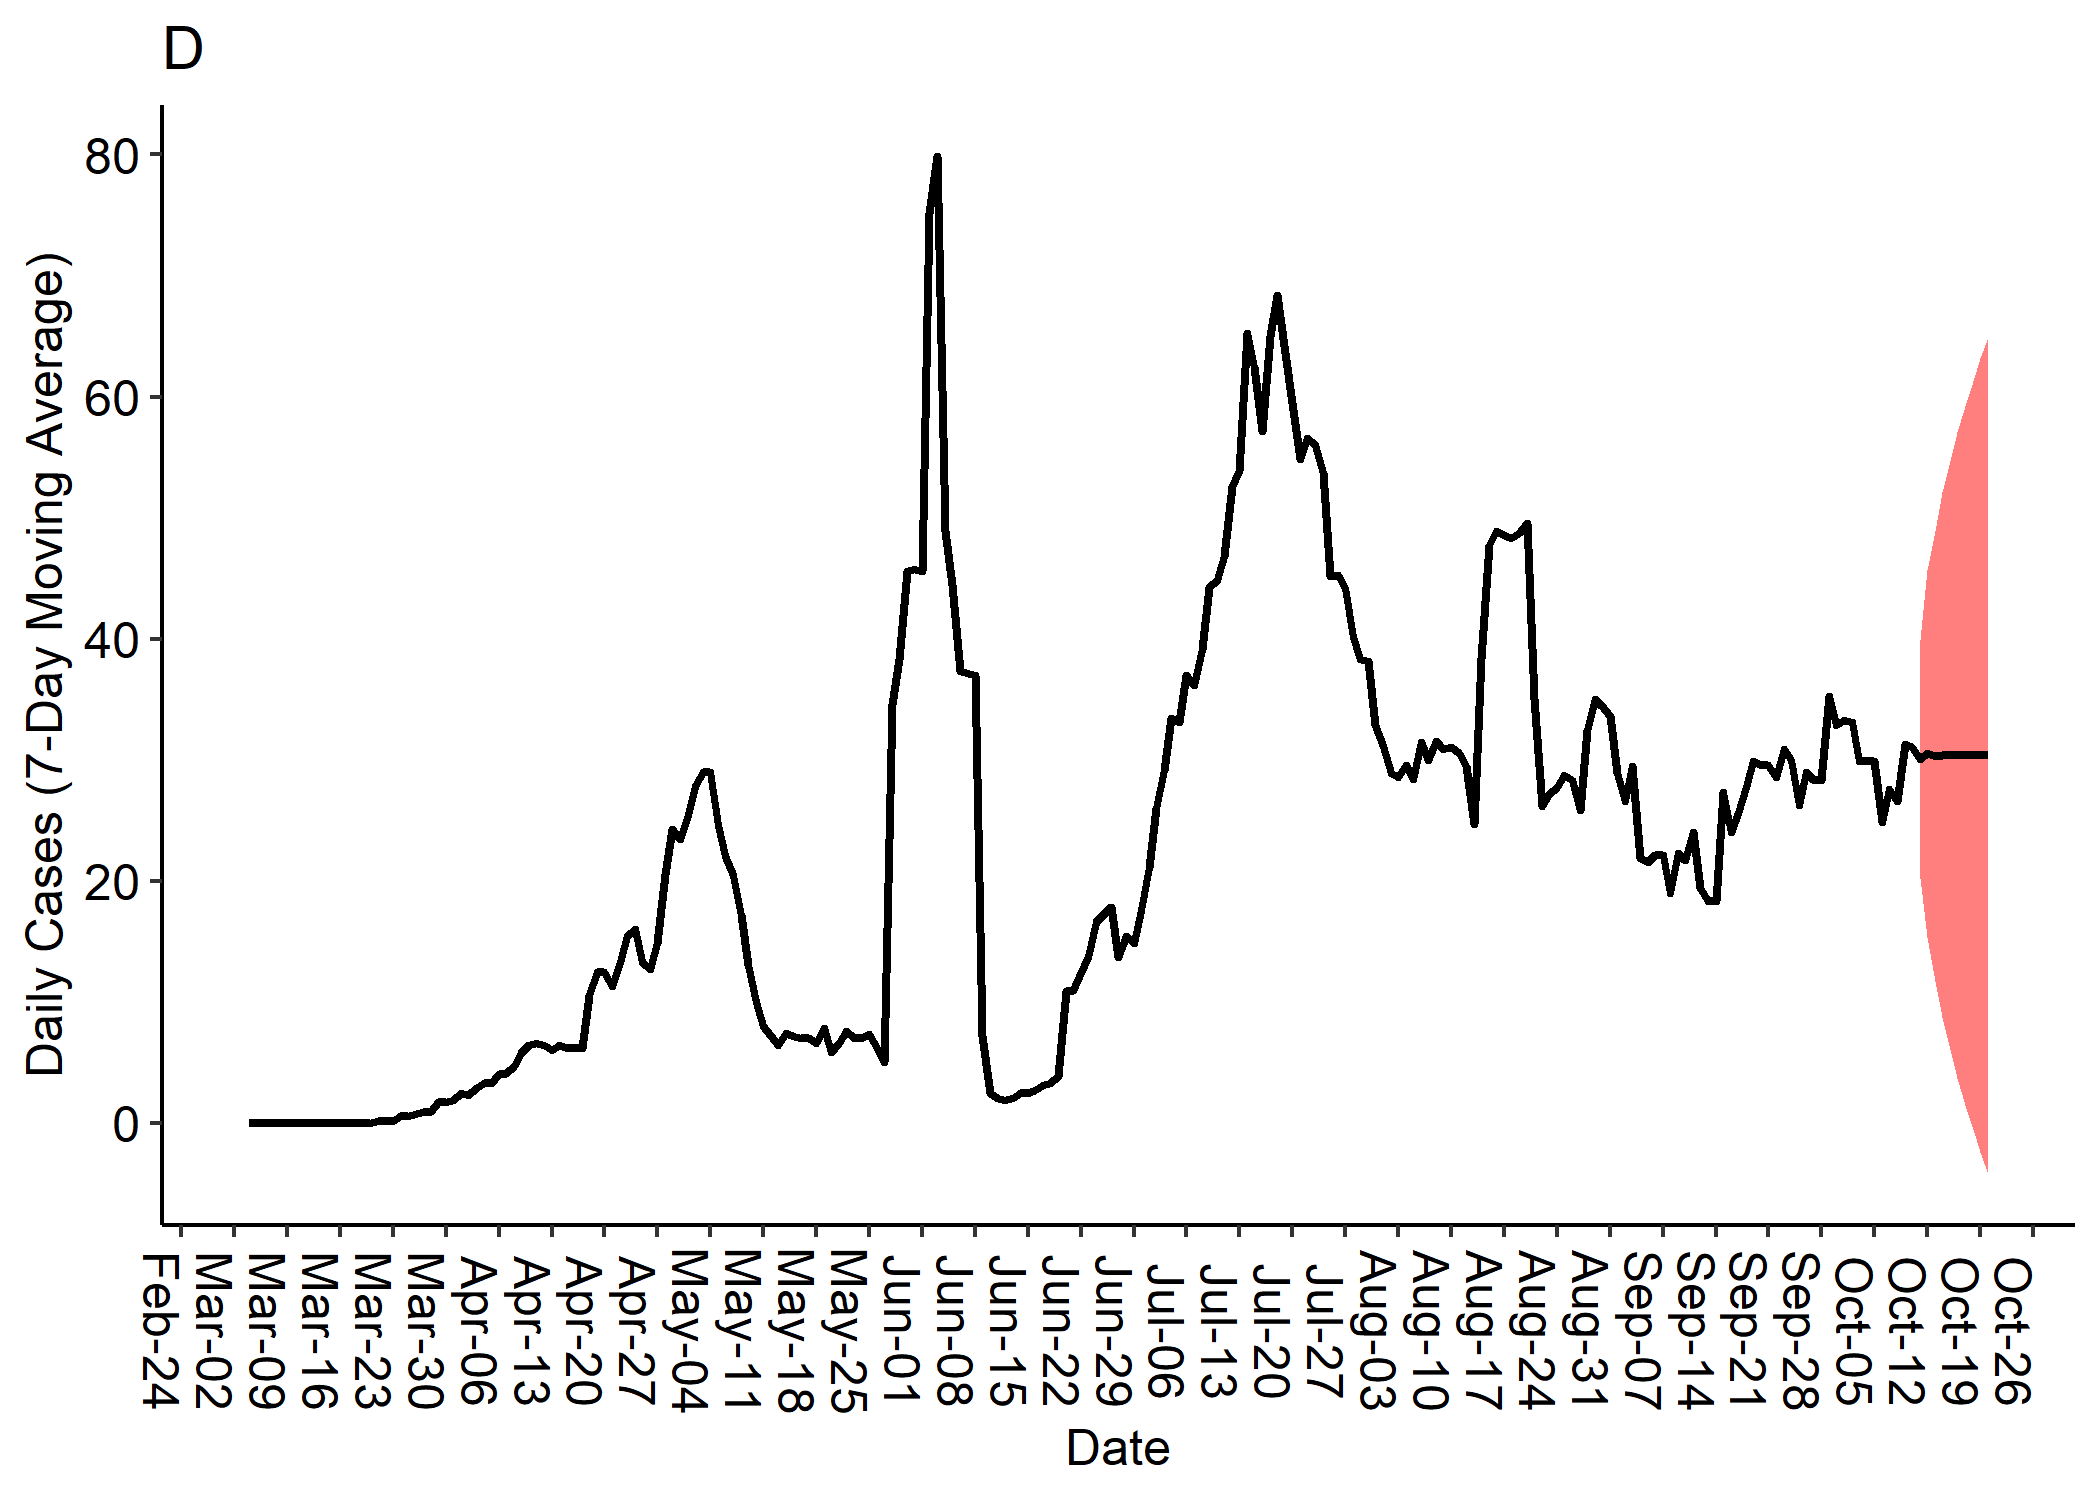 D
Daily Cases (7-Day Moving Average)
80
60
40
20
0
Feb-24
Mar-02
Mar-09
Mar-16
Mar-23
Mar-30
Apr-06
Apr-13
Apr-20
Apr-27
May-04
May-11
May-18
May-25
Jun-01
Jun-08
Jun-15
Jun-22
Jun-29
Jul-06
Jul-13
Jul-20
Jul-27
Aug-03
Aug-10
Aug-17
Aug-24
Aug-31
Sep-07
Sep-14
Sep-21
Sep-28
Oct-05
Oct-12
Oct-19
Oct-26
Date